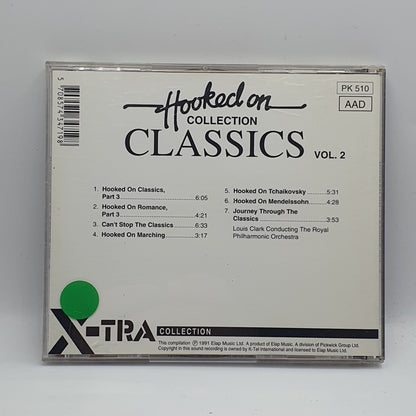 5 708574 347198
PK 510
AAD
Hooked on
COLLECTION
CLASSICS VOL. 2
1. Hooked On Classics,
Part 3 6:05
2. Hooked On Romance,
Part 3 4:21
3. Can't Stop The Classics 6:33
4. Hooked On Marching 3:17
5. Hooked On Tchaikovsky 5:31
6. Hooked On Mendelssohn 4:28
7. Journey Through The
Classics 3:53
Louis Clark Conducting The Royal
Philharmonic Orchestra
X-TRA COLLECTION
This compilation Ⓟ 1991 Elap Music Ltd. A product of Elap Music. A division of Pickwick Group Ltd.
Copyright in this sound recording is owned by K-Tel international and licensed to Elap Music Ltd.